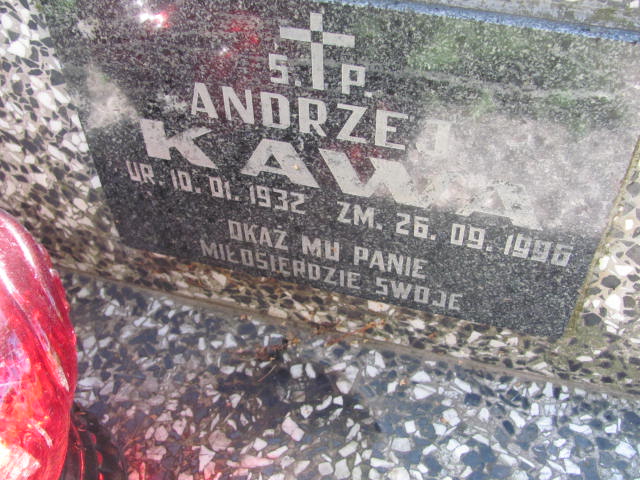 Ś. P.
ANDRZEJ
KAWA
UR. 10. 01. 1932 ZM. 26. 09. 1996
OKAŻ MU PANIE
MIŁOSIERDZIE SWOJE